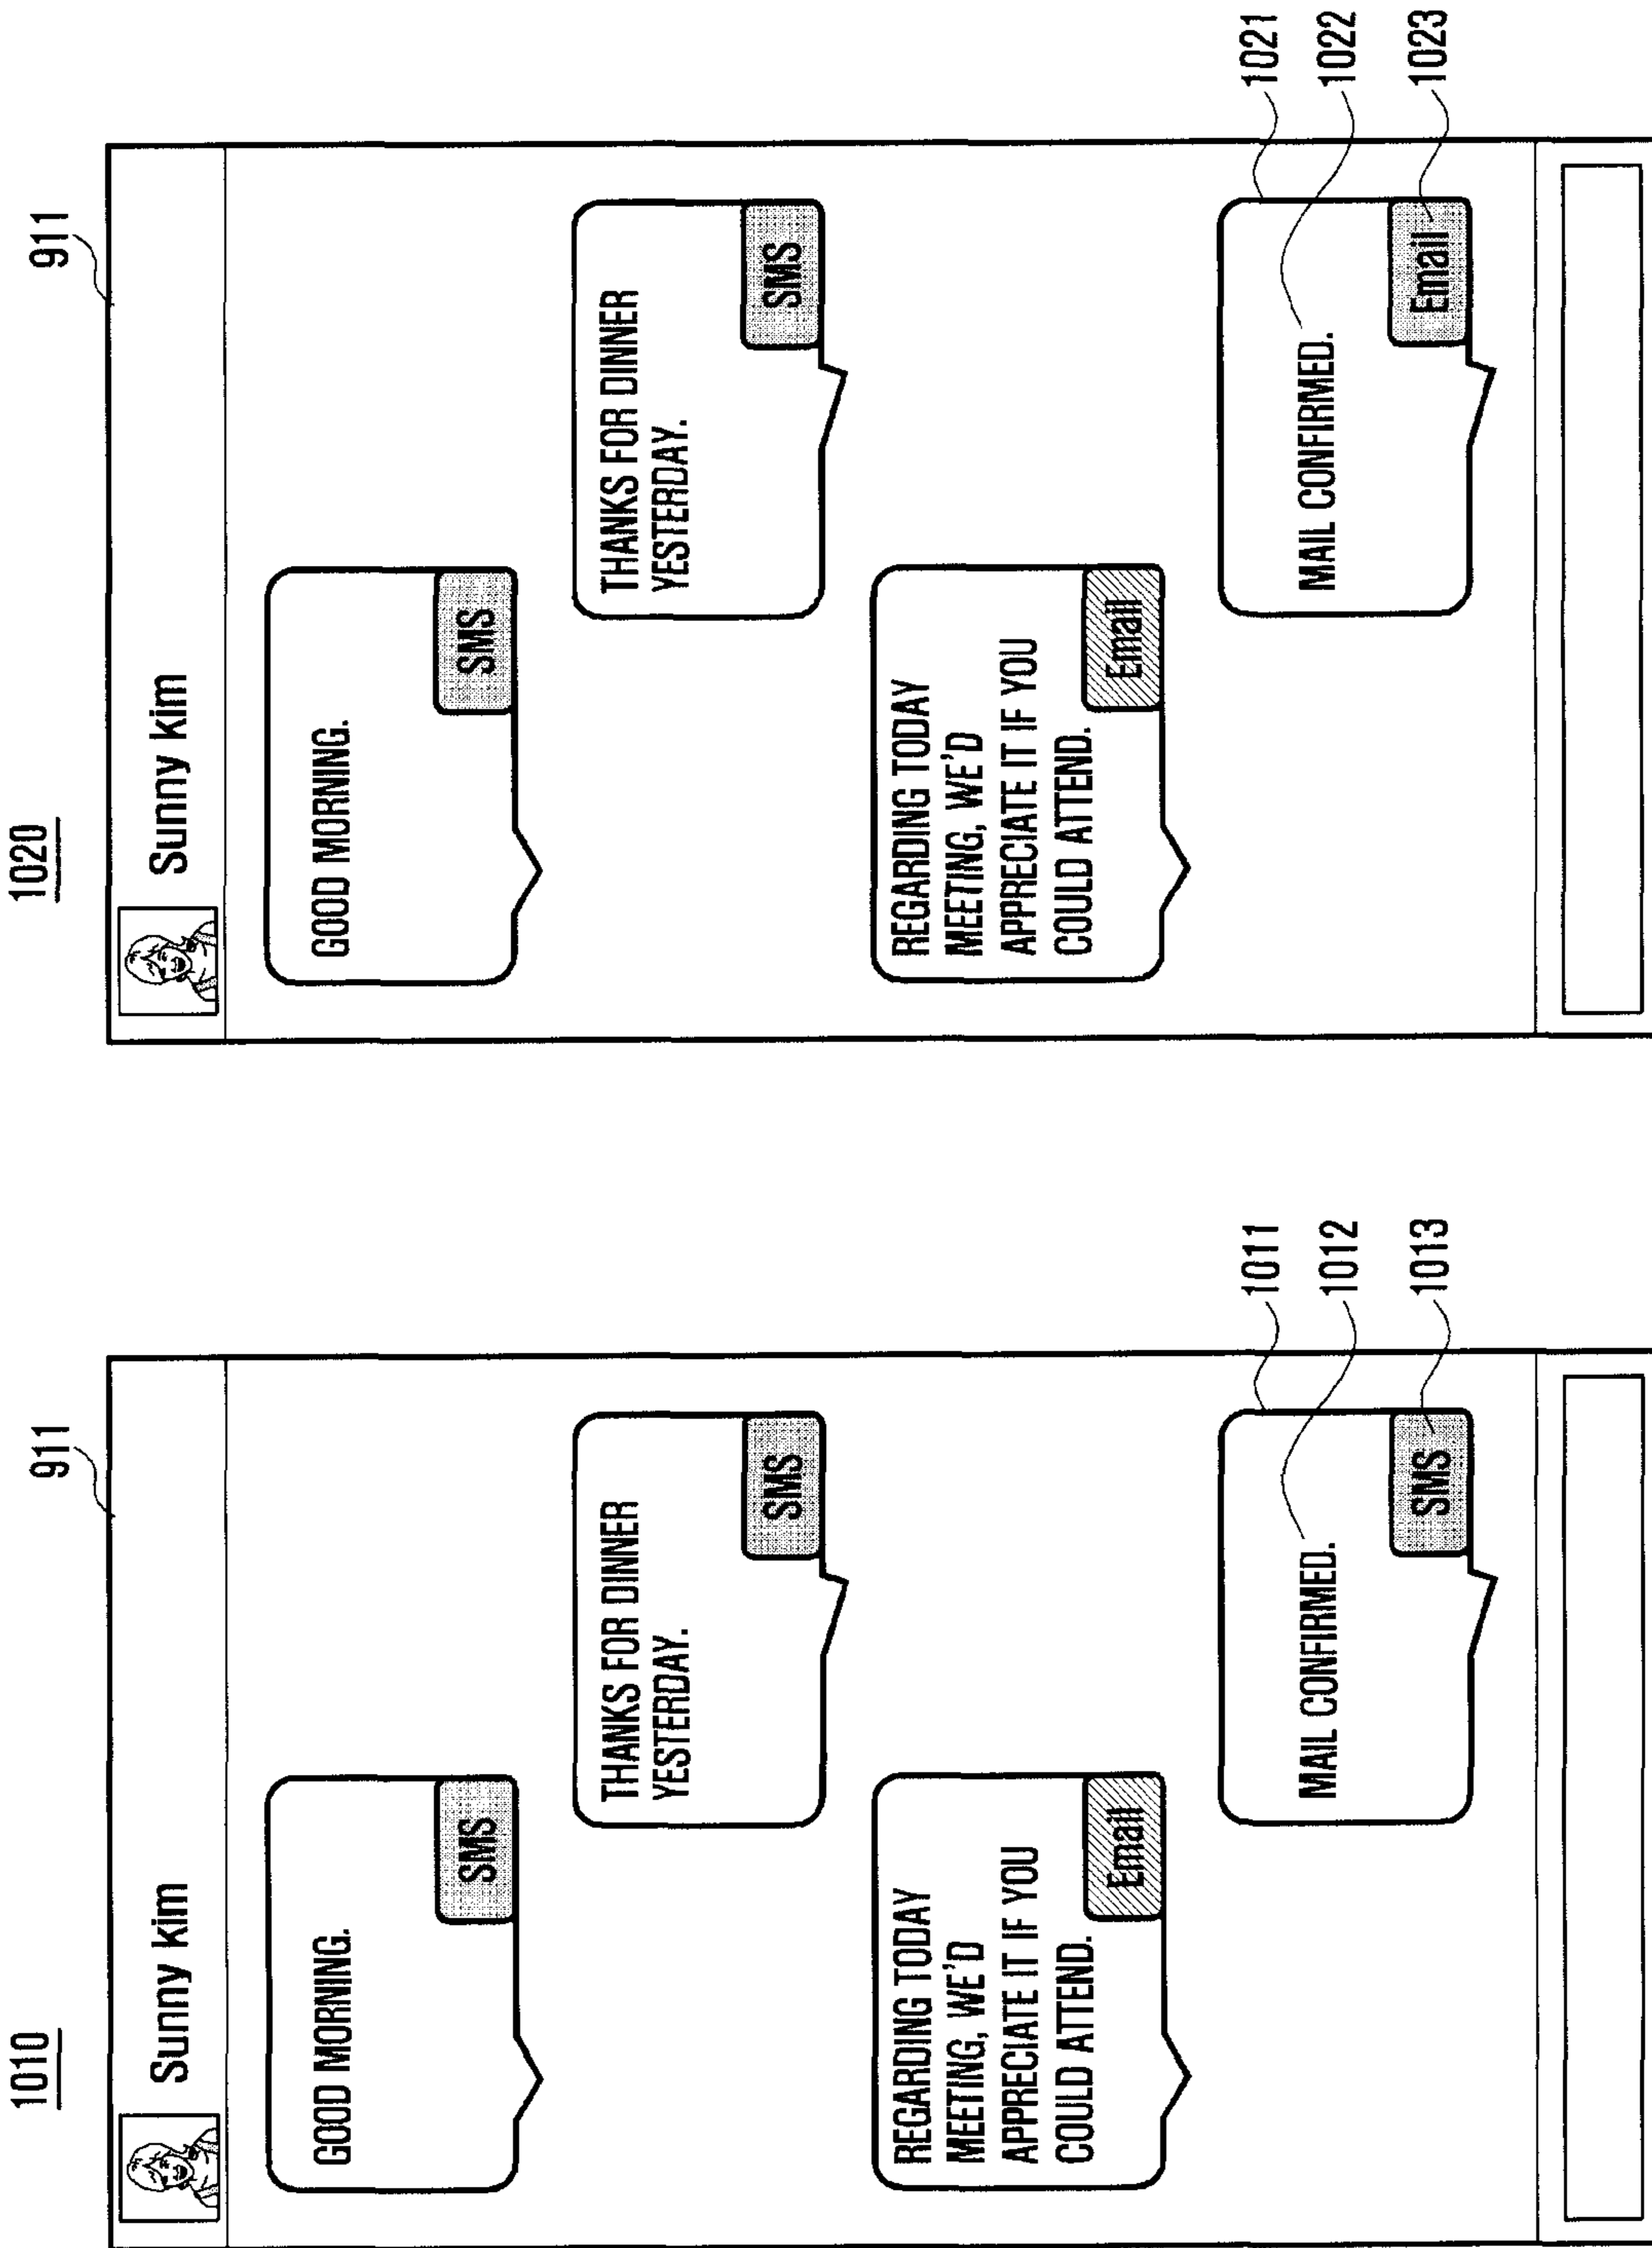 1010
911
Sunny kim
GOOD MORNING.
SMS
THANKS FOR DINNER
YESTERDAY.
SMS
REGARDING TODAY
MEETING, WE'D
APPRECIATE IT IF YOU
COULD ATTEND.
Email
MAIL CONFIRMED.
SMS
1011
1012
1013
1020
911
Sunny kim
GOOD MORNING.
SMS
THANKS FOR DINNER
YESTERDAY.
SMS
REGARDING TODAY
MEETING, WE'D
APPRECIATE IT IF YOU
COULD ATTEND.
Email
MAIL CONFIRMED.
Email
1021
1022
1023